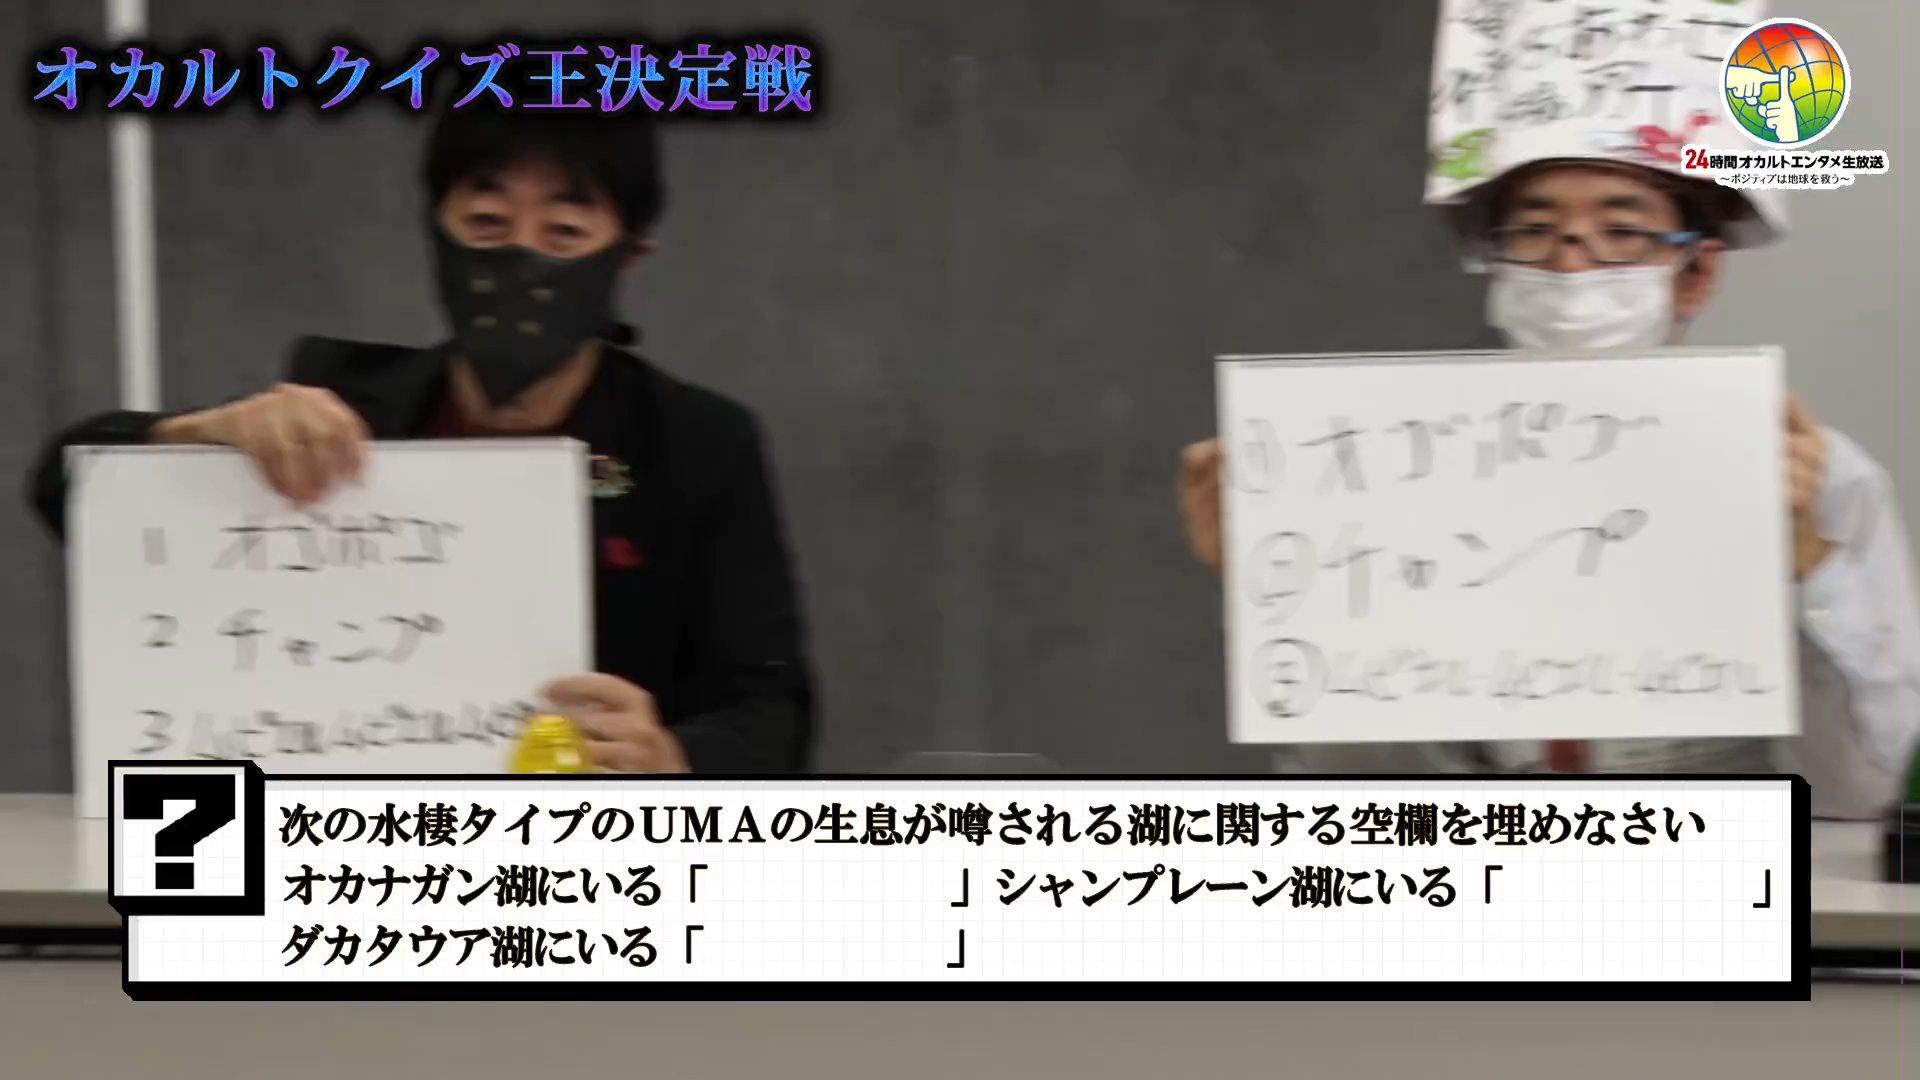 オカルトクイズ王決定戦
24時間オカルトエンタメ生放送
～ポジティブは地球を救う～
1 オゴポゴ
2 チャンプ
3
① オゴポゴ
② チャンプ
③
次の水棲タイプのUMAの生息が噂される湖に関する空欄を埋めなさい
オカナガン湖にいる「 」シャンプレーン湖にいる「 」
ダカタウア湖にいる「 」